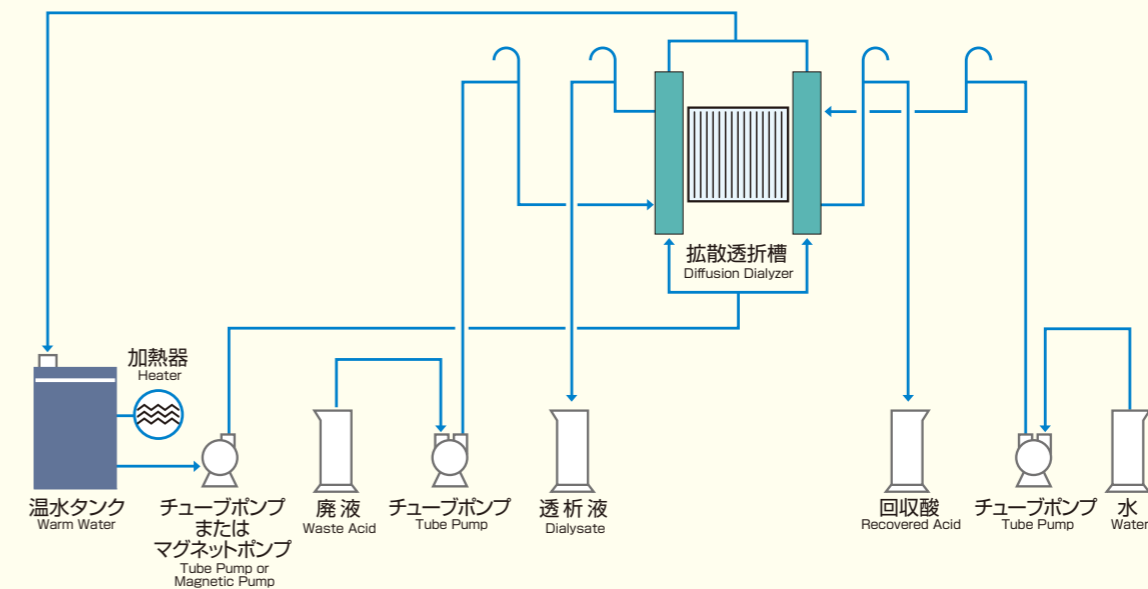 拡散透折槽
Diffusion Dialyzer
加熱器
Heater
温水タンク
Warm Water
チューブポンプ
または
マグネットポンプ
Tube Pump or
Magnetic Pump
廃液
Waste Acid
チューブポンプ
Tube Pump
透析液
Dialysate
回収酸
Recovered Acid
チューブポンプ
Tube Pump
水
Water